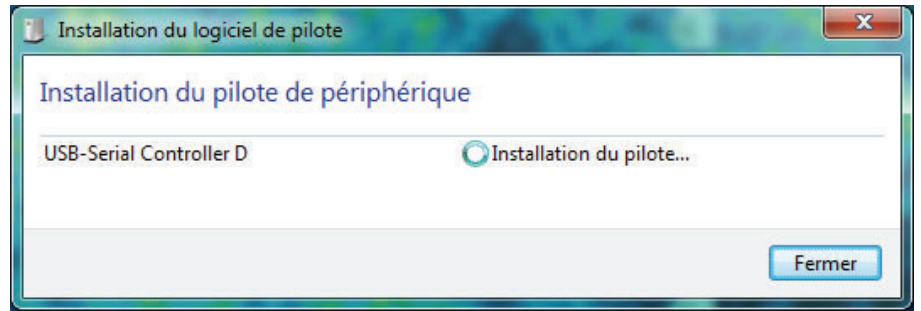 Installation du logiciel de pilote
Installation du pilote de périphérique
USB-Serial Controller D Installation du pilote...
Fermer